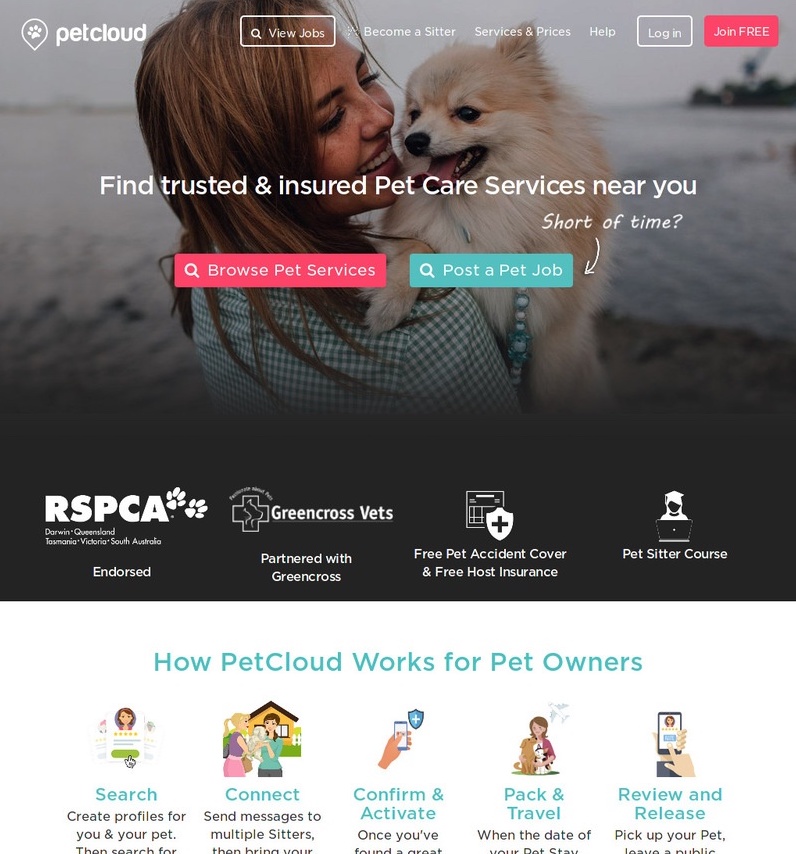 petcloud
View Jobs
Become a Sitter
Services & Prices
Help
Log in
Join FREE
Find trusted & insured Pet Care Services near you
Short of time?
Browse Pet Services
Post a Pet Job
RSPCA
Darwin • Queensland
Tasmania • Victoria • South Australia
Endorsed
Passionate About Pets
Greencross Vets
Partnered with
Greencross
Free Pet Accident Cover
& Free Host Insurance
Pet Sitter Course
How PetCloud Works for Pet Owners
Search
Create profiles for
you & your pet.
Then search for
Connect
Send messages to
multiple Sitters,
then bring your
Confirm &
Activate
Once you've
found a great
Pack &
Travel
When the date of
your Pet Stay
Review and
Release
Pick up your Pet,
leave a public